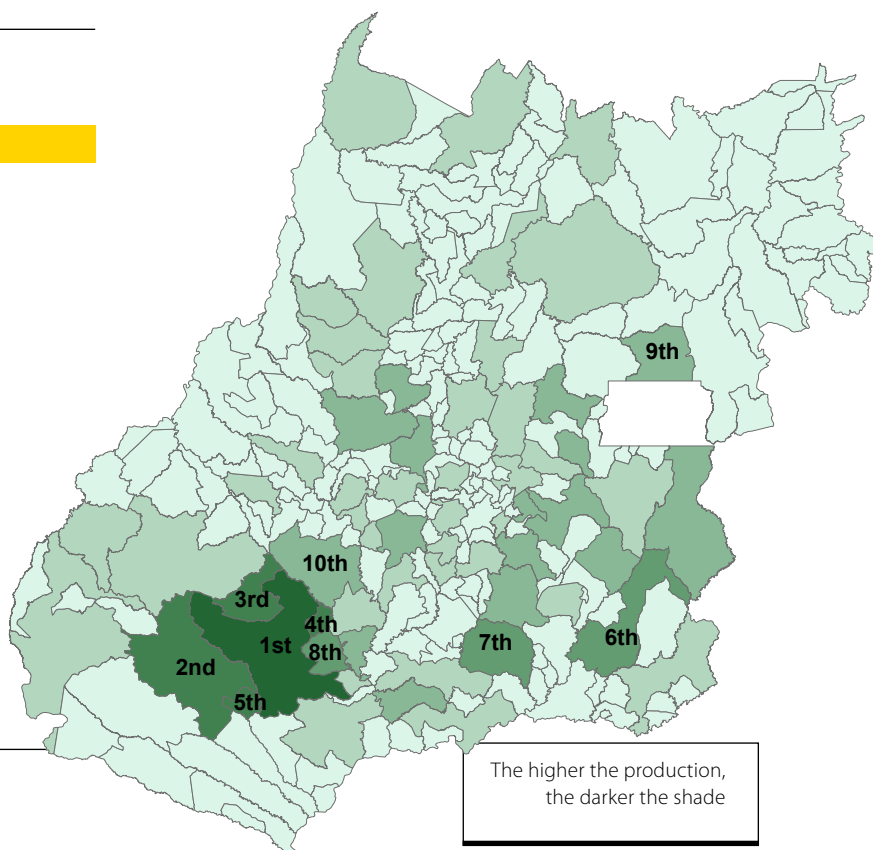 9th
10th
3rd
4th
1st
8th
7th
6th
2nd
5th
The higher the production,
the darker the shade